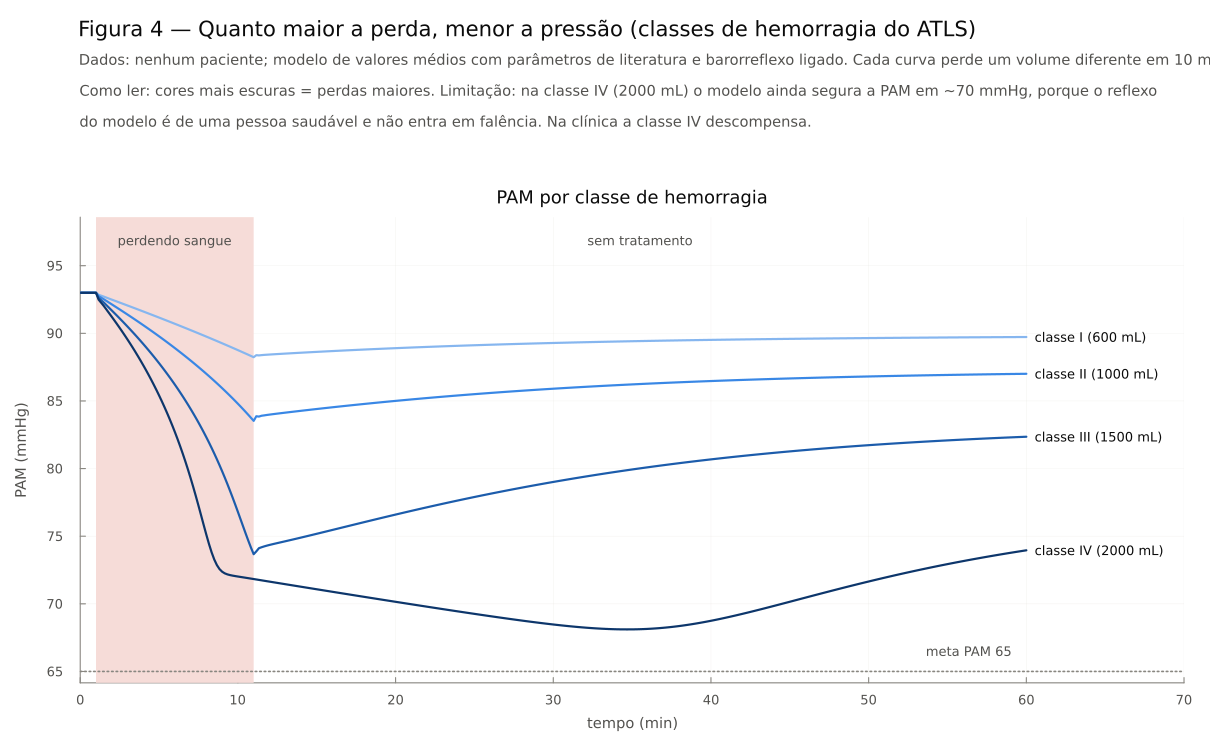 Figura 4 — Quanto maior a perda, menor a pressão (classes de hemorragia do ATLS)
Dados: nenhum paciente; modelo de valores médios com parâmetros de literatura e barorreflexo ligado. Cada curva perde um volume diferente em 10 m
Como ler: cores mais escuras = perdas maiores. Limitação: na classe IV (2000 mL) o modelo ainda segura a PAM em ~70 mmHg, porque o reflexo
do modelo é de uma pessoa saudável e não entra em falência. Na clínica a classe IV descompensa.
PAM por classe de hemorragia
perdendo sangue
sem tratamento
95
90
85
80
75
70
65
PAM (mmHg)
classe I (600 mL)
classe II (1000 mL)
classe III (1500 mL)
classe IV (2000 mL)
meta PAM 65
0 10 20 30 40 50 60 70
tempo (min)